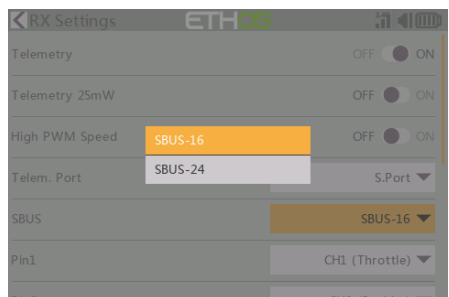 RX Settings ETHOS
Telemetry OFF ON
Telemetry 25mW OFF ON
High PWM Speed OFF ON
SBUS-16
SBUS-24
Telem. Port S.Port
SBUS SBUS-16
Pin1 CH1 (Throttle)